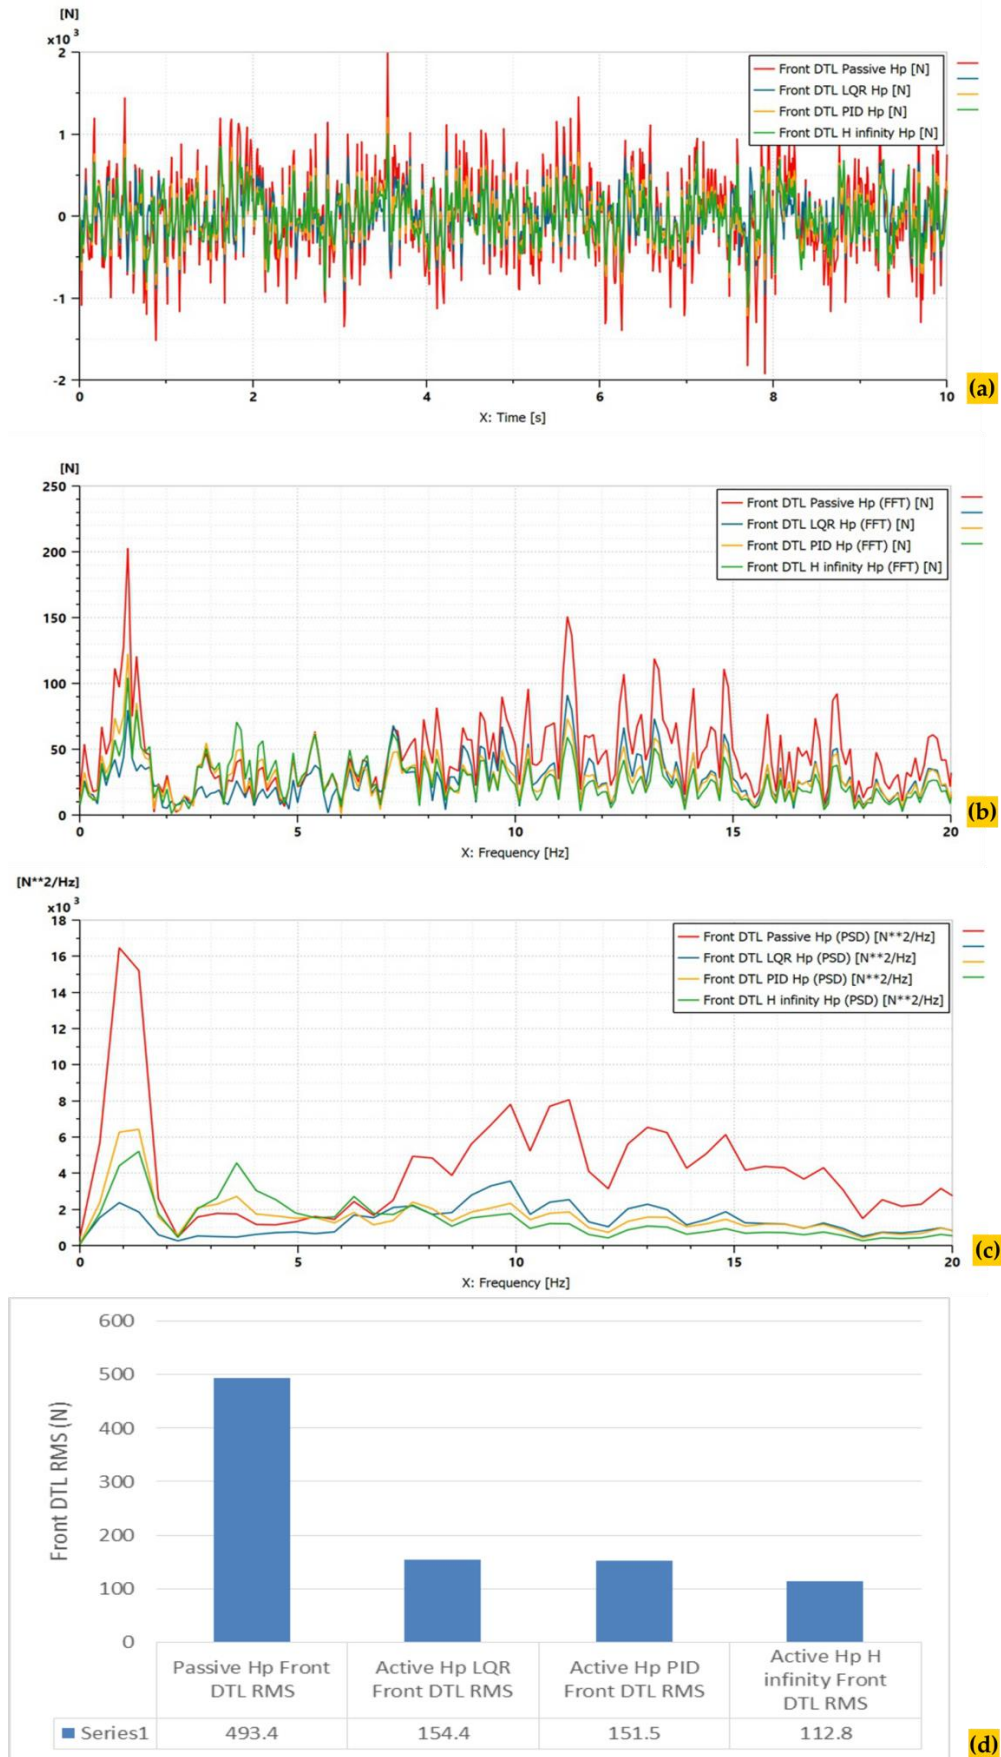 [N]
x10 3
Front DTL Passive Hp [N]
Front DTL LQR Hp [N]
Front DTL PID Hp [N]
Front DTL H infinity Hp [N]
2
1
0
-1
-2
0 2 4 6 8 10
X: Time [s]
(a)
[N]
Front DTL Passive Hp (FFT) [N]
Front DTL LQR Hp (FFT) [N]
Front DTL PID Hp (FFT) [N]
Front DTL H infinity Hp (FFT) [N]
250
200
150
100
50
0
0 5 10 15 20
X: Frequency [Hz]
(b)
[N**2/Hz]
x10 3
Front DTL Passive Hp (PSD) [N**2/Hz]
Front DTL LQR Hp (PSD) [N**2/Hz]
Front DTL PID Hp (PSD) [N**2/Hz]
Front DTL H infinity Hp (PSD) [N**2/Hz]
18
16
14
12
10
8
6
4
2
0
0 5 10 15 20
X: Frequency [Hz]
(c)
Front DTL RMS (N)
600
500
400
300
200
100
0
Passive Hp Front
DTL RMS
Active Hp LQR
Front DTL RMS
Active Hp PID
Front DTL RMS
Active Hp H
infinity Front
DTL RMS
Series1 493.4 154.4 151.5 112.8
(d)